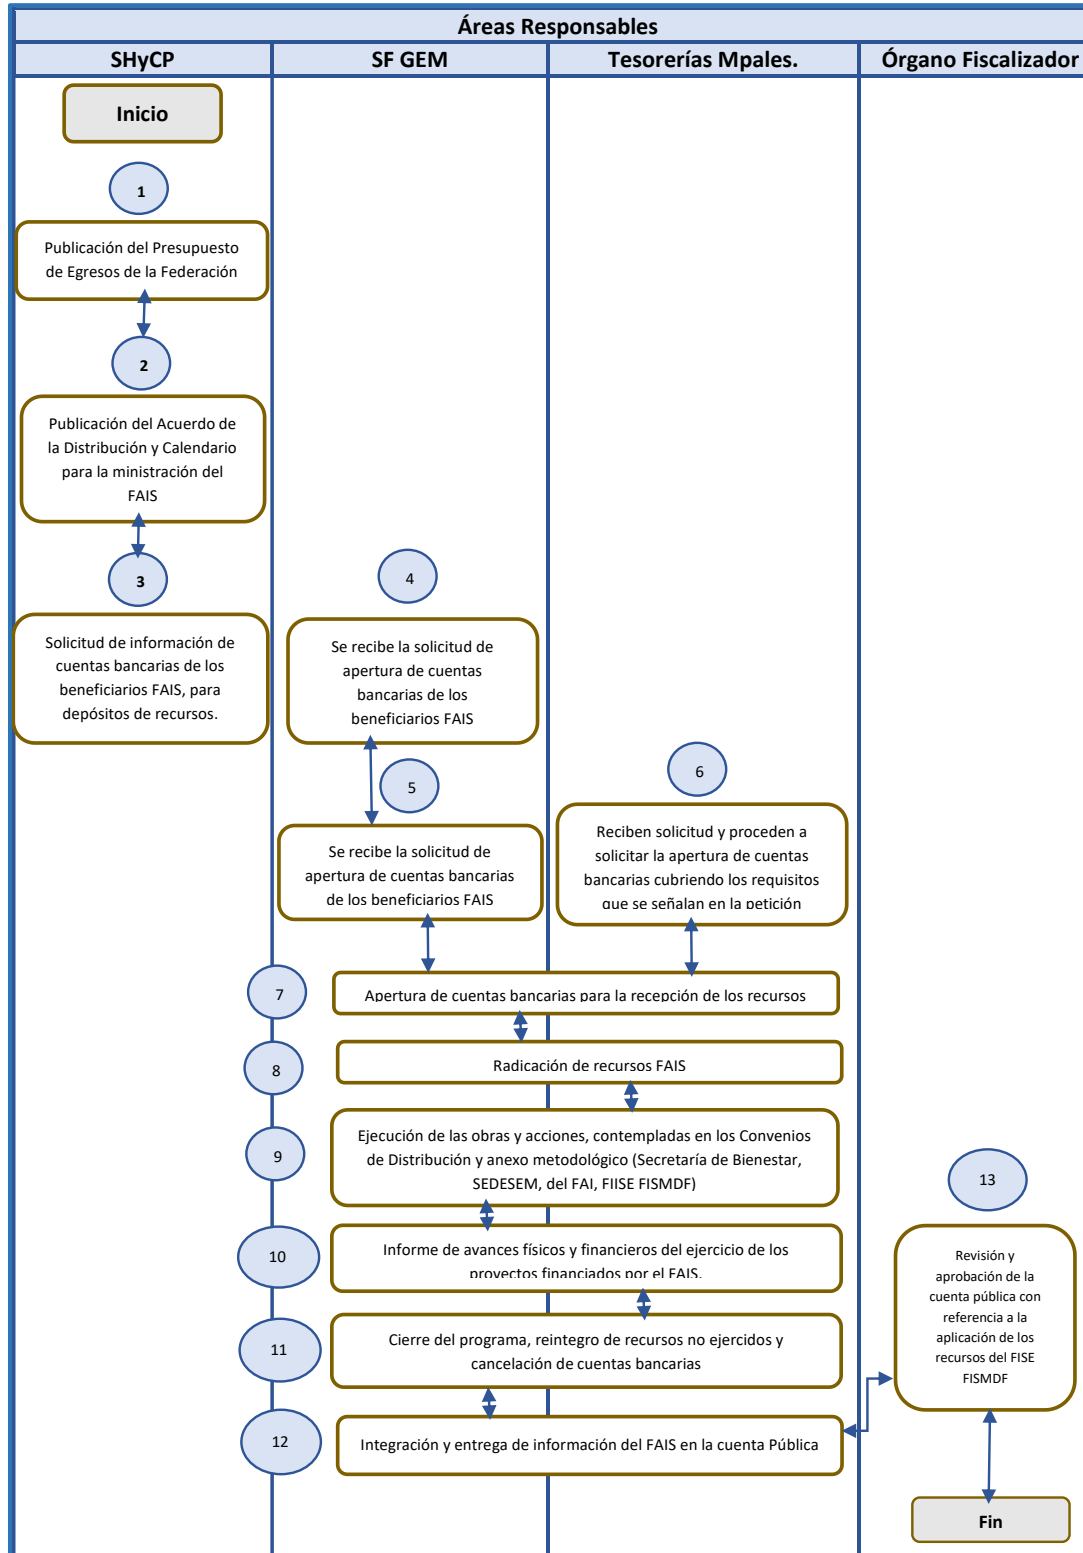 Áreas Responsables
SHyCP
SF GEM
Tesorerías Mpales.
Órgano Fiscalizador
Inicio
1
Publicación del Presupuesto
de Egresos de la Federación
2
Publicación del Acuerdo de
la Distribución y Calendario
para la ministración del
FAIS
3
Solicitud de información de
cuentas bancarias de los
beneficiarios FAIS, para
depósitos de recursos.
4
Se recibe la solicitud de
apertura de cuentas
bancarias de los
beneficiarios FAIS
5
Se recibe la solicitud de
apertura de cuentas bancarias
de los beneficiarios FAIS
6
Reciben solicitud y proceden a
solicitar la apertura de cuentas
bancarias cubriendo los requisitos
que se señalan en la petición
7
Apertura de cuentas bancarias para la recepción de los recursos
8
Radicación de recursos FAIS
9
Ejecución de las obras y acciones, contempladas en los Convenios
de Distribución y anexo metodológico (Secretaría de Bienestar,
SEDESEM, del FAI, FIISE FISMDF)
10
Informe de avances físicos y financieros del ejercicio de los
proyectos financiados por el FAIS.
11
Cierre del programa, reintegro de recursos no ejercidos y
cancelación de cuentas bancarias
12
Integración y entrega de información del FAIS en la cuenta Pública
13
Revisión y
aprobación de la
cuenta pública con
referencia a la
aplicación de los
recursos del FISE
FISMDF
Fin